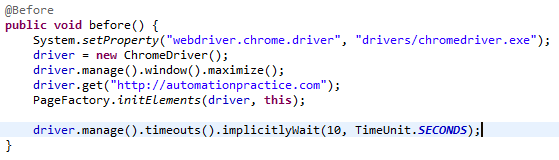 @Before
public void before() {
System.setProperty("webdriver.chrome.driver", "drivers/chromedriver.exe");
driver = new ChromeDriver();
driver.manage().window().maximize();
driver.get("http://automationpractice.com");
PageFactory.initElements(driver, this);
driver.manage().timeouts().implicitlyWait(10, TimeUnit.SECONDS);
}